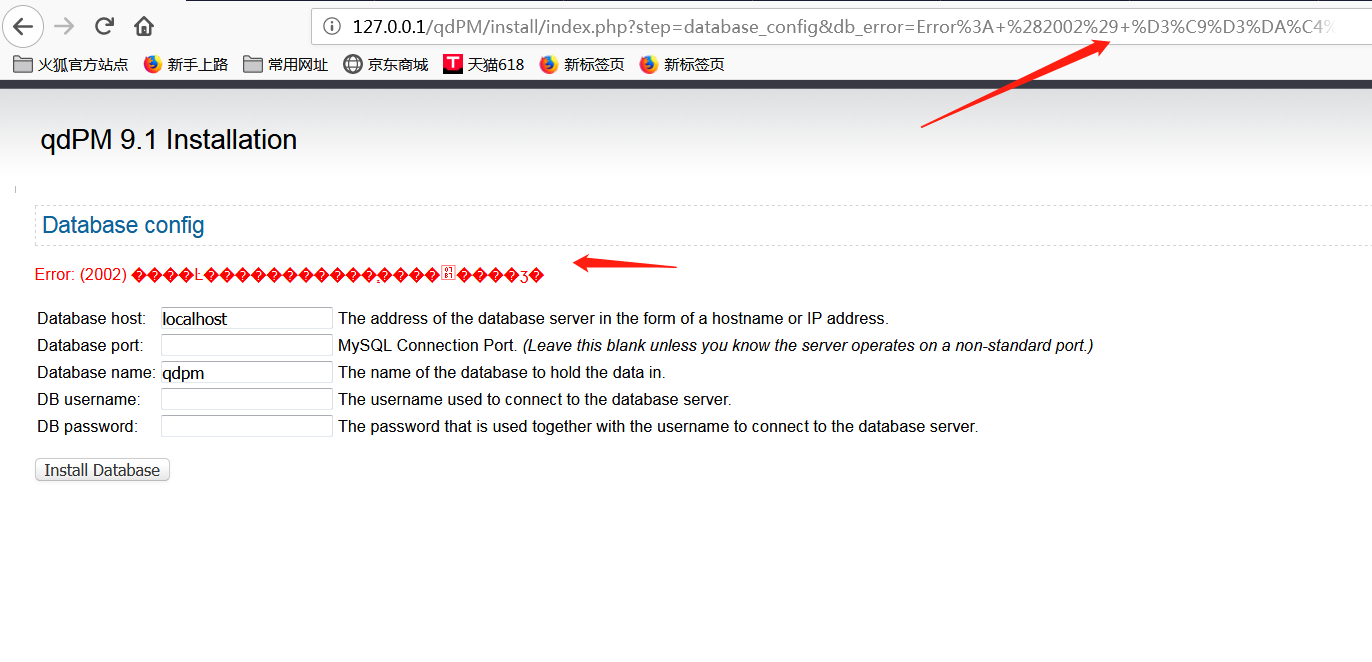 127.0.0.1/qdPM/install/index.php?step=database_config&db_error=Error%3A+%282002%29+%D3%C9%D3%DA%C4%
火狐官方站点 新手上路 常用网址 京东商城 T 天猫618 新标签页 新标签页
qdPM 9.1 Installation
Database config
Error: (2002) ����Ŀ����������������ʒ�
Database host: localhost The address of the database server in the form of a hostname or IP address.
Database port: MySQL Connection Port. (Leave this blank unless you know the server operates on a non-standard port.)
Database name: qdpm The name of the database to hold the data in.
DB username: The username used to connect to the database server.
DB password: The password that is used together with the username to connect to the database server.
Install Database